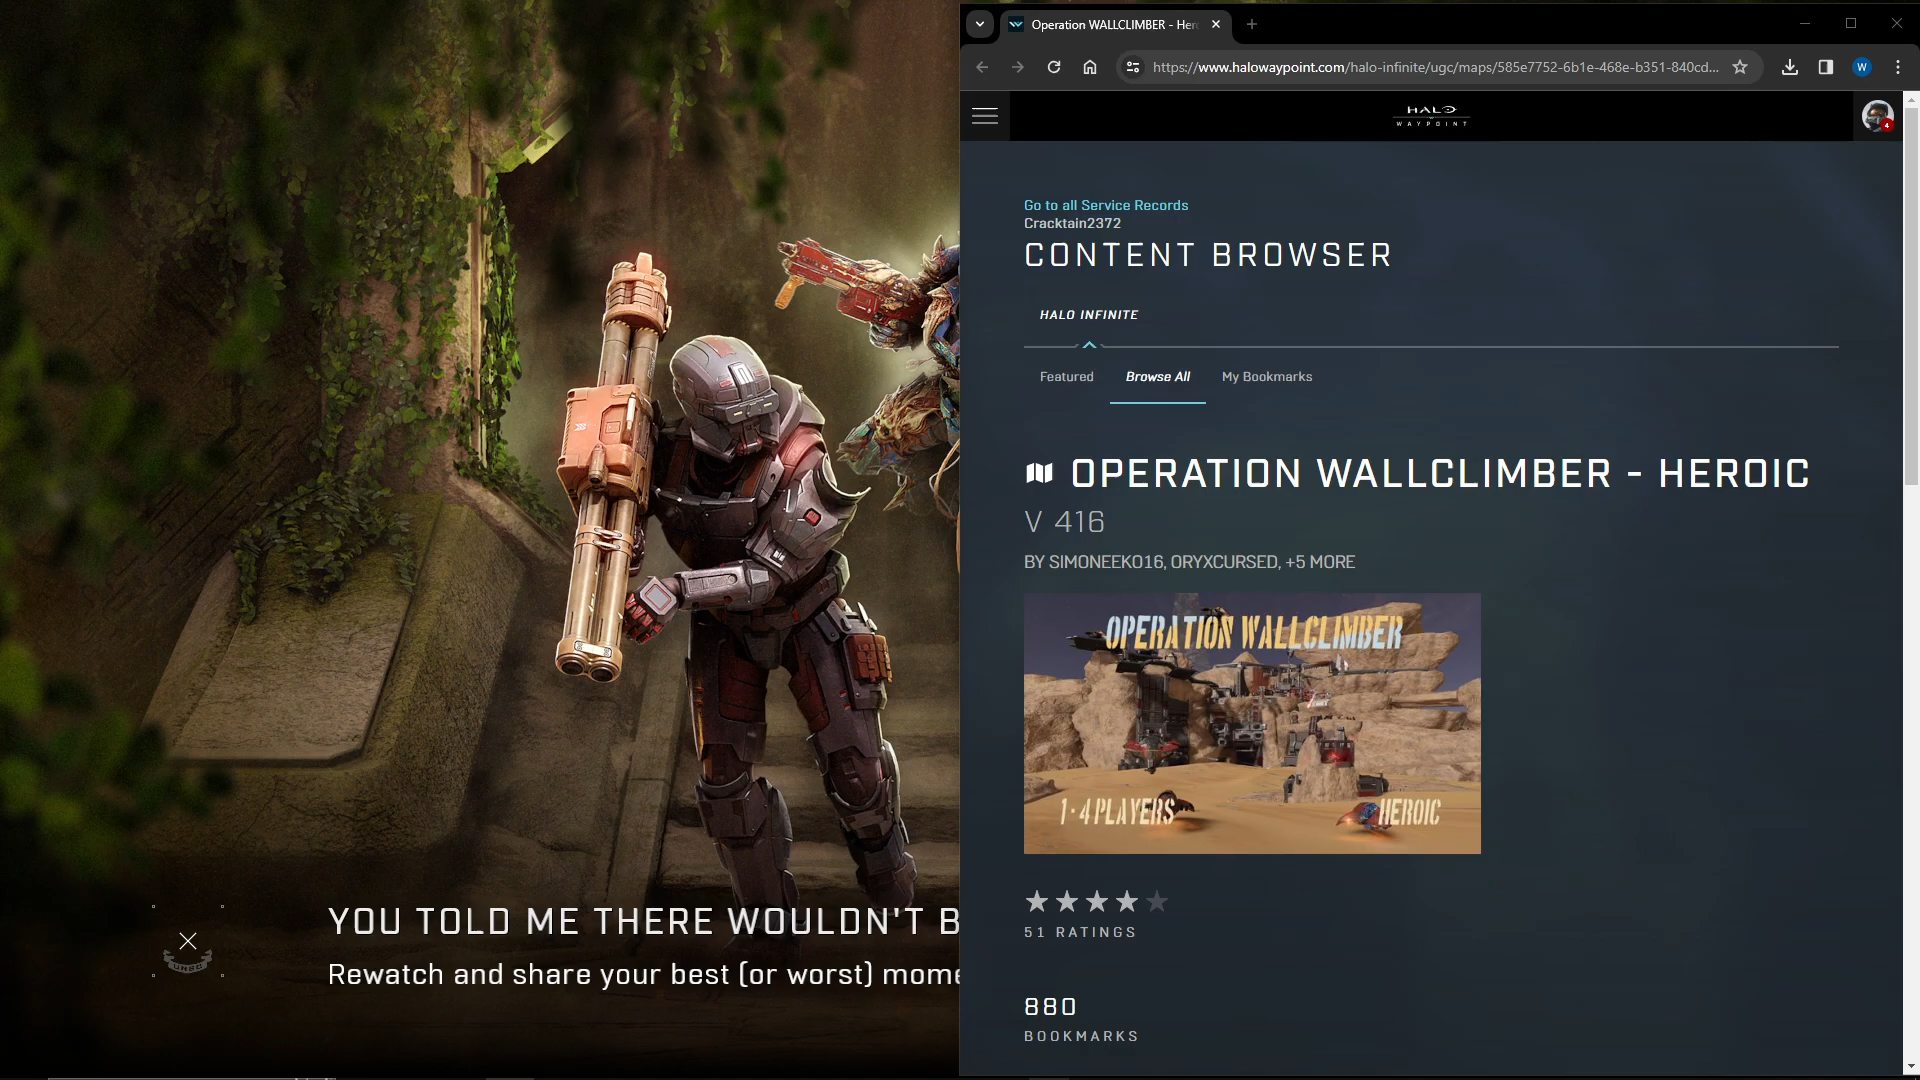 Operation WALLCLIMBER - Her
https://www.halowaypoint.com/halo-infinite/ugc/maps/585e7752-6b1e-468e-b351-840cd...
W
HALO
WAYPOINT
4
Go to all Service Records
Cracktain2372
CONTENT BROWSER
HALO INFINITE
Featured
Browse All
My Bookmarks
OPERATION WALLCLIMBER - HEROIC
V 416
BY SIMONEEKO16, ORYXCURSED, +5 MORE
OPERATION WALLCLIMBER
1-4 PLAYERS
HEROIC
51 RATINGS
880
BOOKMARKS
YOU TOLD ME THERE WOULDN'T B
Rewatch and share your best (or worst) mome
UNSC